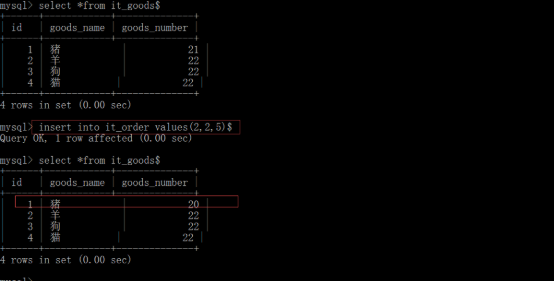 mysql> select *from it_goods$
+------+------------+--------------+
| id | goods_name | goods_number |
+------+------------+--------------+
| 1 | 猪 | 21 |
| 2 | 羊 | 22 |
| 3 | 狗 | 22 |
| 4 | 猫 | 22 |
+------+------------+--------------+
4 rows in set (0.00 sec)
mysql> insert into it_order values(2,2,5)$
Query OK, 1 row affected (0.00 sec)
mysql> select *from it_goods$
+------+------------+--------------+
| id | goods_name | goods_number |
+------+------------+--------------+
| 1 | 猪 | 20 |
| 2 | 羊 | 22 |
| 3 | 狗 | 22 |
| 4 | 猫 | 22 |
+------+------------+--------------+
4 rows in set (0.00 sec)
mysql>